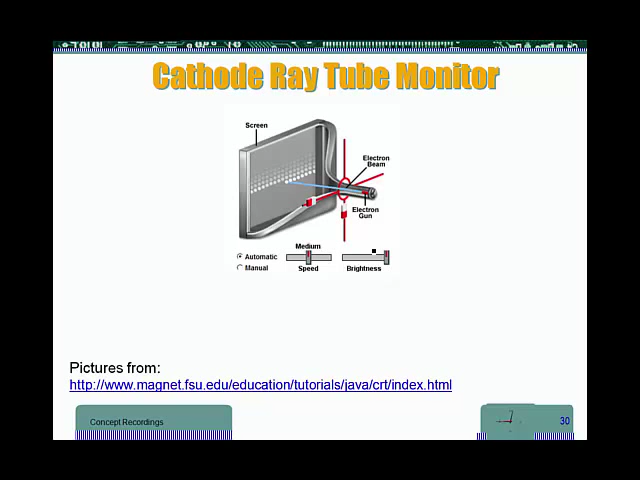 Cathode Ray Tube Monitor
Screen
Electron
Beam
Electron
Gun
Medium
Automatic
Manual
Speed
Brightness
Pictures from:
http://www.magnet.fsu.edu/education/tutorials/java/crt/index.html
Concept Recordings
30